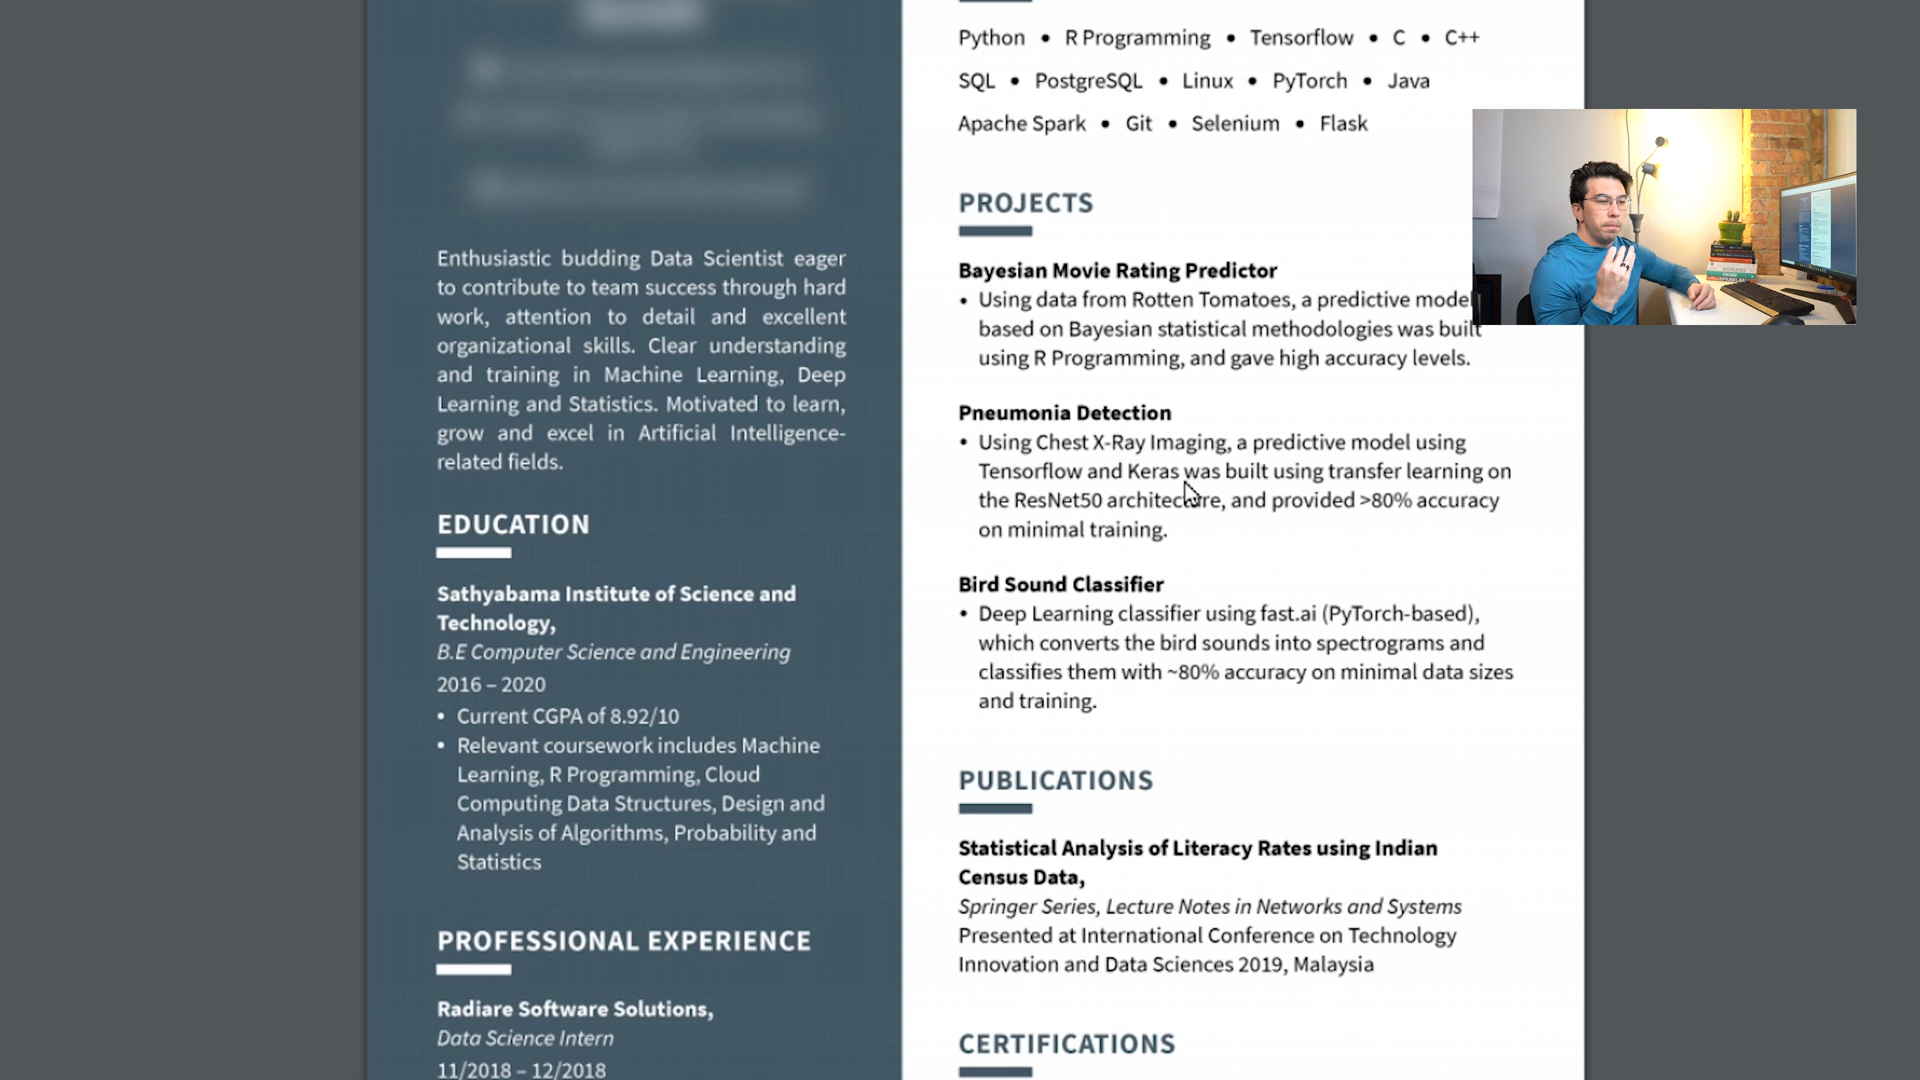 Enthusiastic budding Data Scientist eager
to contribute to team success through hard
work, attention to detail and excellent
organizational skills. Clear understanding
and training in Machine Learning, Deep
Learning and Statistics. Motivated to learn,
grow and excel in Artificial Intelligence-
related fields.
EDUCATION
Sathyabama Institute of Science and
Technology,
B.E Computer Science and Engineering
2016 – 2020
• Current CGPA of 8.92/10
• Relevant coursework includes Machine
Learning, R Programming, Cloud
Computing Data Structures, Design and
Analysis of Algorithms, Probability and
Statistics
PROFESSIONAL EXPERIENCE
Radiare Software Solutions,
Data Science Intern
11/2018 – 12/2018
Python • R Programming • Tensorflow • C • C++
SQL • PostgreSQL • Linux • PyTorch • Java
Apache Spark • Git • Selenium • Flask
PROJECTS
Bayesian Movie Rating Predictor
• Using data from Rotten Tomatoes, a predictive model
based on Bayesian statistical methodologies was built
using R Programming, and gave high accuracy levels.
Pneumonia Detection
• Using Chest X-Ray Imaging, a predictive model using
Tensorflow and Keras was built using transfer learning on
the ResNet50 architecture, and provided >80% accuracy
on minimal training.
Bird Sound Classifier
• Deep Learning classifier using fast.ai (PyTorch-based),
which converts the bird sounds into spectrograms and
classifies them with ~80% accuracy on minimal data sizes
and training.
PUBLICATIONS
Statistical Analysis of Literacy Rates using Indian
Census Data,
Springer Series, Lecture Notes in Networks and Systems
Presented at International Conference on Technology
Innovation and Data Sciences 2019, Malaysia
CERTIFICATIONS